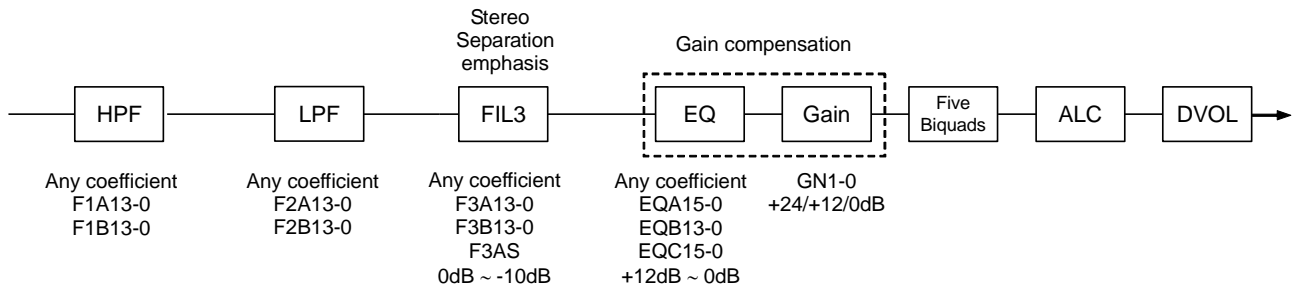 Stereo
Separation
emphasis
Gain compensation
HPF
LPF
FIL3
EQ
Gain
Five
Biquads
ALC
DVOL
Any coefficient
F1A13-0
F1B13-0
Any coefficient
F2A13-0
F2B13-0
Any coefficient
F3A13-0
F3B13-0
F3AS
0dB ~ -10dB
Any coefficient
EQA15-0
EQB13-0
EQC15-0
+12dB ~ 0dB
GN1-0
+24/+12/0dB